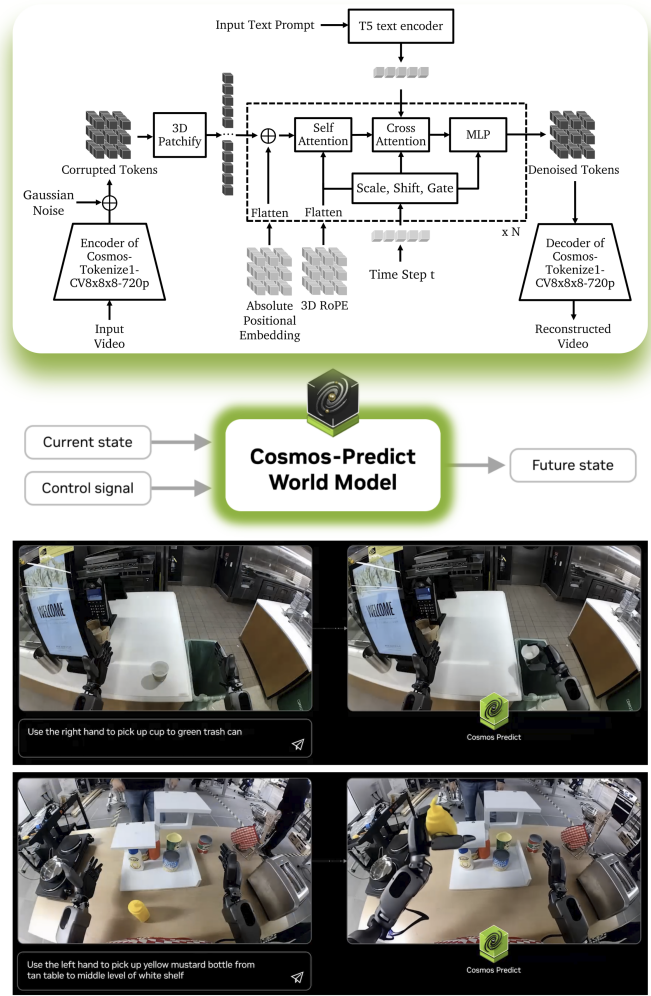 Input Text Prompt
T5 text encoder
3D
Patchify
Self
Attention
Cross
Attention
MLP
Corrupted Tokens
Denoised Tokens
Gaussian
Noise
Flatten
Flatten
Scale, Shift, Gate
x N
Encoder of
Cosmos-
Tokenize1-
CV8x8x8-720p
Decoder of
Cosmos-
Tokenize1-
CV8x8x8-720p
Time Step t
Absolute
Positional
Embedding
3D RoPE
Input
Video
Reconstructed
Video
Current state
Control signal
Cosmos-Predict
World Model
Future state
WELCOME
WELCOME
Use the right hand to pick up cup to green trash can
Cosmos Predict
Use the left hand to pick up yellow mustard bottle from
tan table to middle level of white shelf
Cosmos Predict